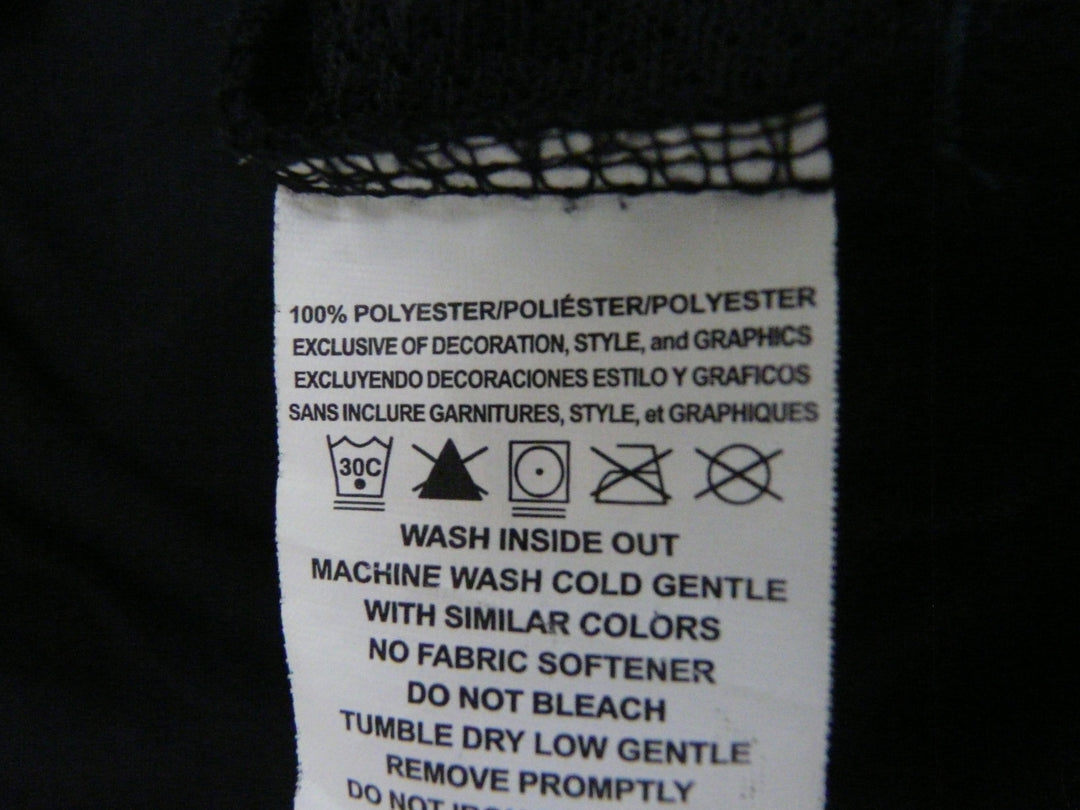 100% POLYESTER/POLIÉSTER/POLYESTER
EXCLUSIVE OF DECORATION, STYLE, and GRAPHICS
EXCLUYENDO DECORACIONES ESTILO Y GRAFICOS
SANS INCLURE GARNITURES, STYLE, et GRAPHIQUES
30C
WASH INSIDE OUT
MACHINE WASH COLD GENTLE
WITH SIMILAR COLORS
NO FABRIC SOFTENER
DO NOT BLEACH
TUMBLE DRY LOW GENTLE
REMOVE PROMPTLY
DO NOT